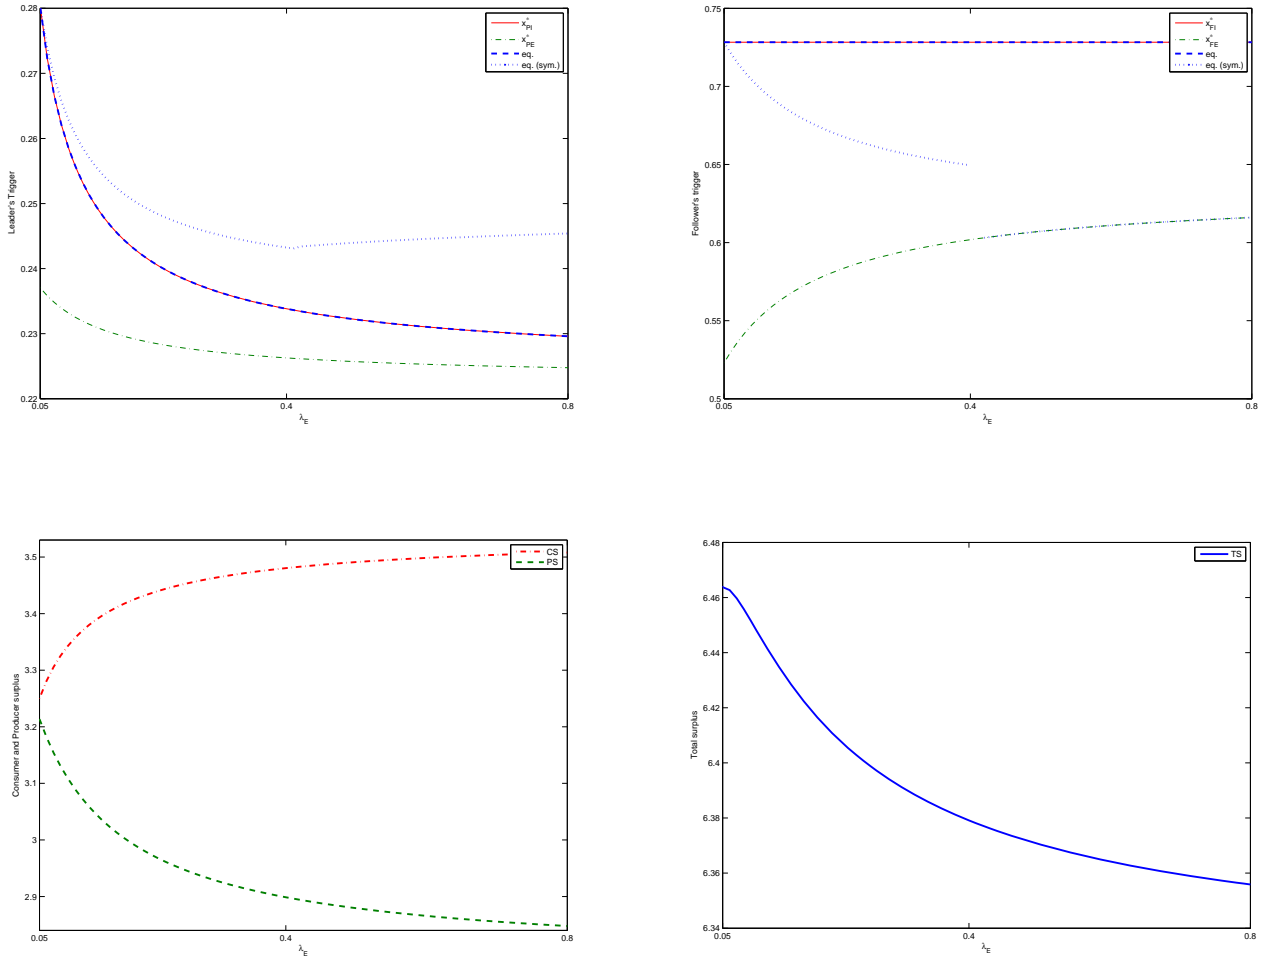 0.28
0.27
0.26
0.25
0.24
0.23
0.22
0.05
0.4
0.8
λE
Leader's Trigger
x*PI
x*PE
eq.
eq. (sym.)
0.75
0.7
0.65
0.6
0.55
0.5
0.05
0.4
0.8
λE
Follower's trigger
x*FI
x*FE
eq.
eq. (sym.)
3.5
3.4
3.3
3.2
3.1
3
2.9
0.05
0.4
0.8
λE
Consumer and Producer surplus
CS
PS
6.48
6.46
6.44
6.42
6.4
6.38
6.36
6.34
0.05
0.4
0.8
λE
Total surplus
TS